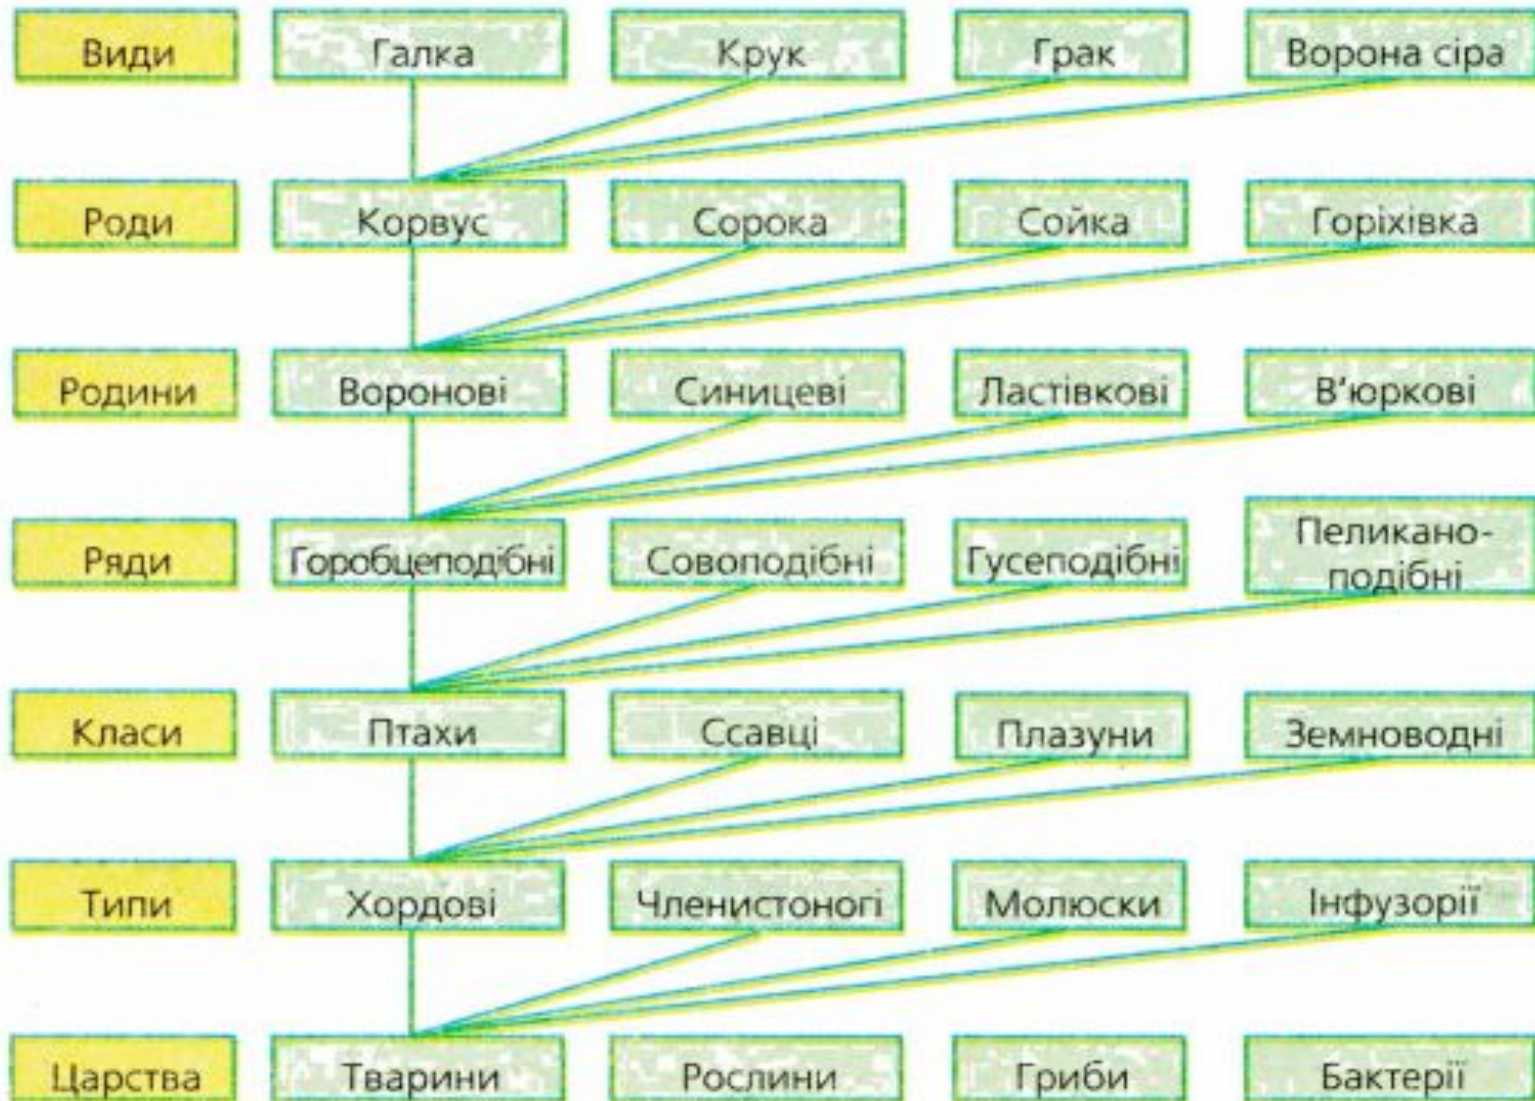 Види Галка Крук Грак Ворона сіра
Роди Корвус Сорока Сойка Горіхівка
Родини Воронові Синицеві Ластівкові В'юркові
Ряди Горобцеподібні Совоподібні Гусеподібні Пеликано-
подібні
Класи Птахи Ссавці Плазуни Земноводні
Типи Хордові Членистоногі Молюски Інфузорії
Царства Тварини Рослини Гриби Бактерії